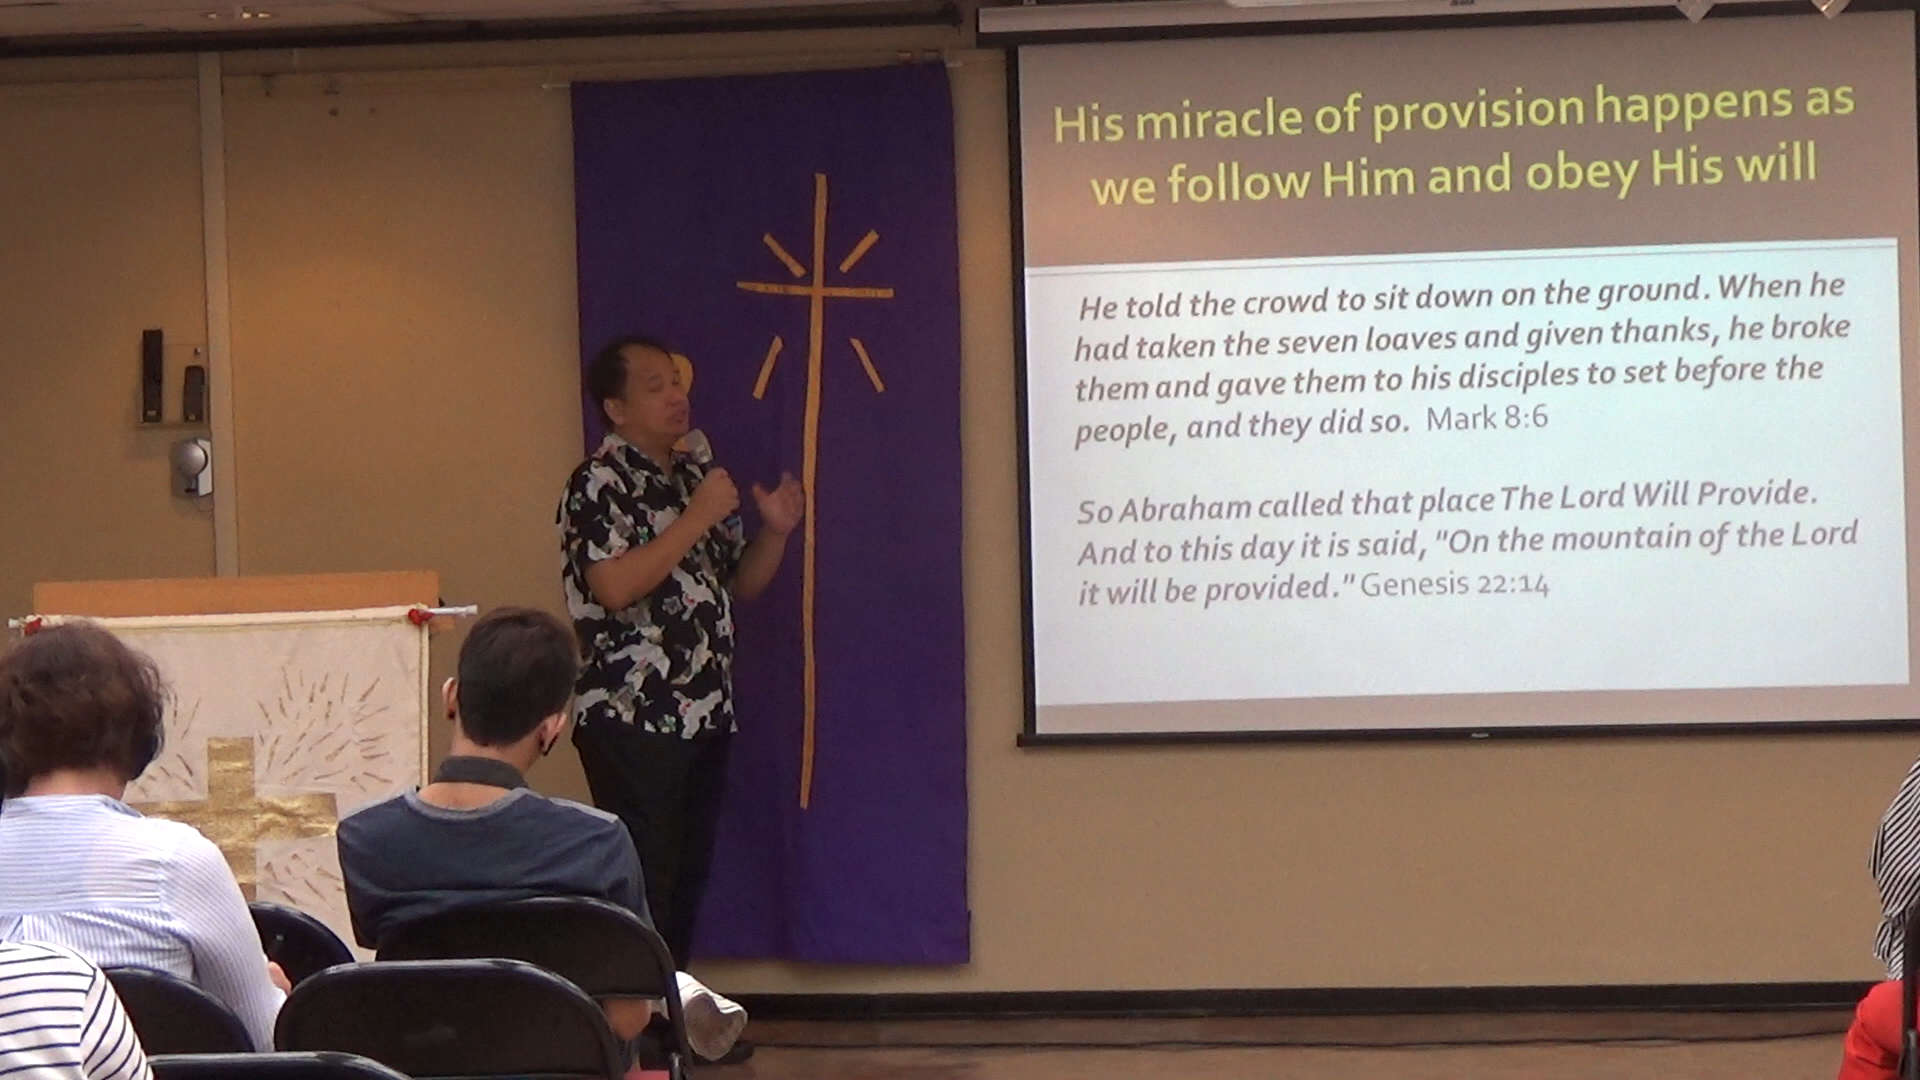 His miracle of provision happens as
we follow Him and obey His will
He told the crowd to sit down on the ground. When he
had taken the seven loaves and given thanks, he broke
them and gave them to his disciples to set before the
people, and they did so. Mark 8:6
So Abraham called that place The Lord Will Provide.
And to this day it is said, "On the mountain of the Lord
it will be provided." Genesis 22:14